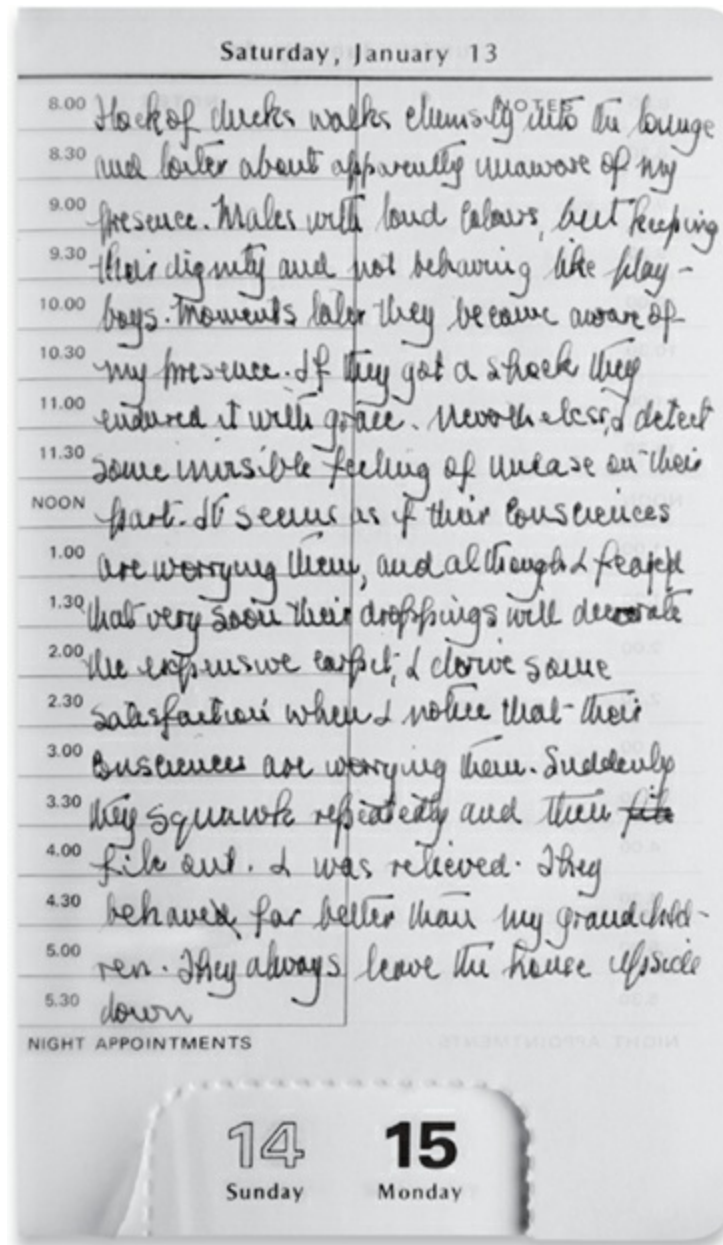 Saturday, January 13
NOTES
8.00 Flock of ducks walks clumsily into the lounge
8.30 and loiter about apparently unaware of my
9.00 presence. Males with loud colours, but keeping
9.30 their dignity and not behaving like play-
10.00 boys. Moments later they became aware of
10.30 my presence. If they got a shock they
11.00 endured it with grace. Nevertheless, I detect
11.30 some invisible feeling of unease on their
NOON part. It seems as if their consciences
1.00 are worrying them, and although I feared
1.30 that very soon their droppings will decorate
2.00 the expensive carpet, I derive some
2.30 satisfaction when I notice that their
3.00 consciences are worrying them. Suddenly
3.30 they squawk repeatedly and then file
4.00 file out. I was relieved. They
4.30 behaved far better than my grandchild-
5.00 ren. They always leave the house upside
5.30 down
NIGHT APPOINTMENTS
14 15
Sunday Monday